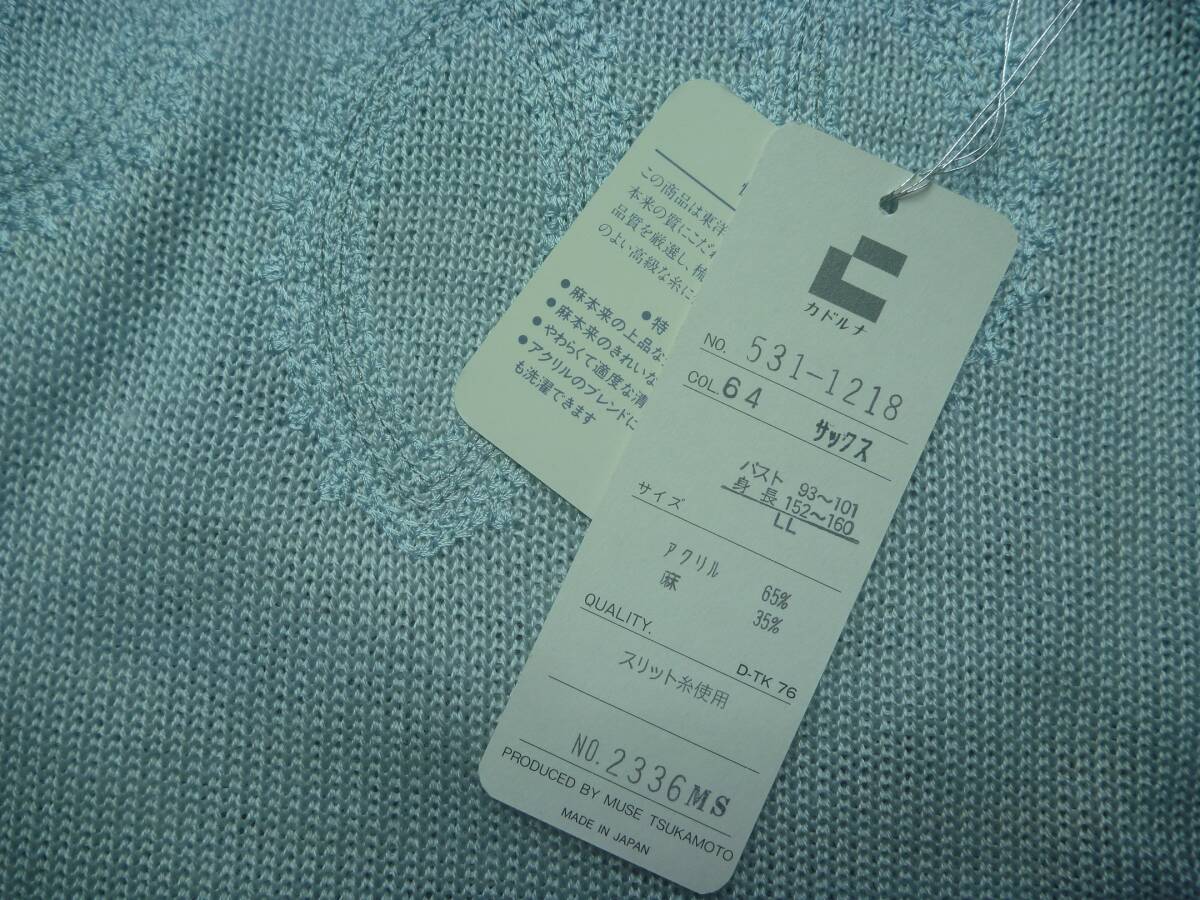 この商品は東洋
本来の質にこだわ
品質を厳選し、梳
のよい高級な糸に
●特
●麻本来の上品な
●麻本来のきれいな
●やわらくて適度な清
●アクリルのブレンドに
も洗濯できます
カドルナ
NO. 531-1218
COL. 64 サックス
バスト 93〜101
身長 152〜160
サイズ LL
アクリル 65%
麻 35%
QUALITY. D-TK 76
スリット糸使用
NO. 2336MS
PRODUCED BY MUSE TSUKAMOTO
MADE IN JAPAN